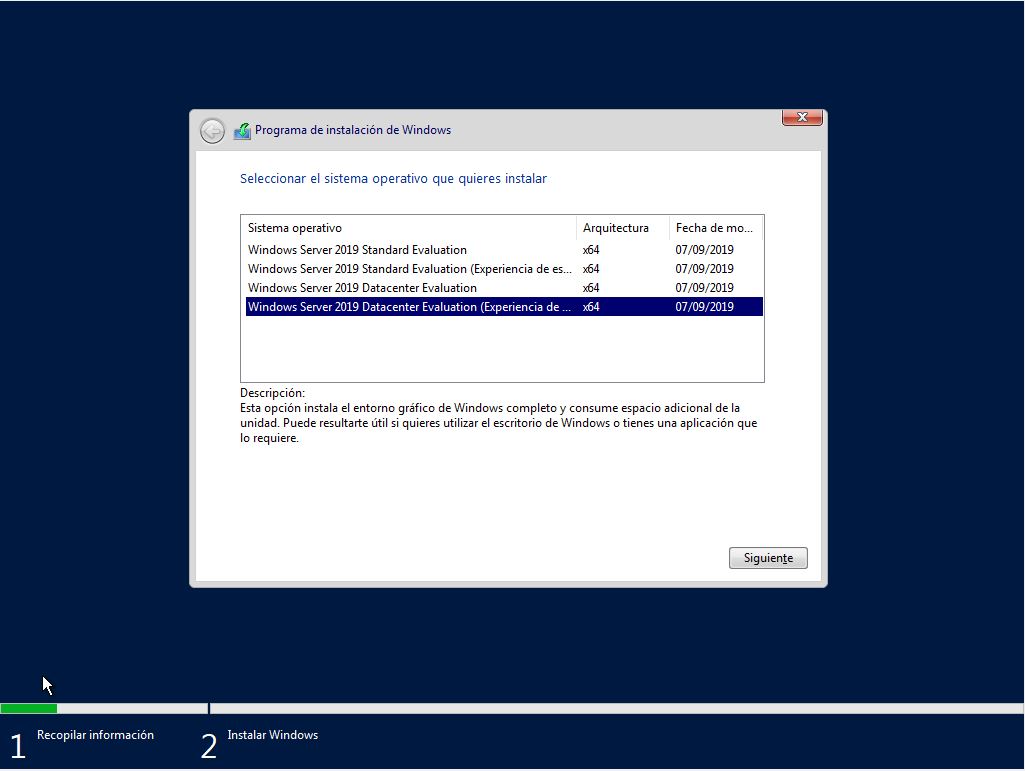 Programa de instalación de Windows
Seleccionar el sistema operativo que quieres instalar
Sistema operativo Arquitectura Fecha de mo...
Windows Server 2019 Standard Evaluation x64 07/09/2019
Windows Server 2019 Standard Evaluation (Experiencia de es... x64 07/09/2019
Windows Server 2019 Datacenter Evaluation x64 07/09/2019
Windows Server 2019 Datacenter Evaluation (Experiencia de ... x64 07/09/2019
Descripción:
Esta opción instala el entorno gráfico de Windows completo y consume espacio adicional de la
unidad. Puede resultarte útil si quieres utilizar el escritorio de Windows o tienes una aplicación que
lo requiere.
Siguiente
1 Recopilar información 2 Instalar Windows